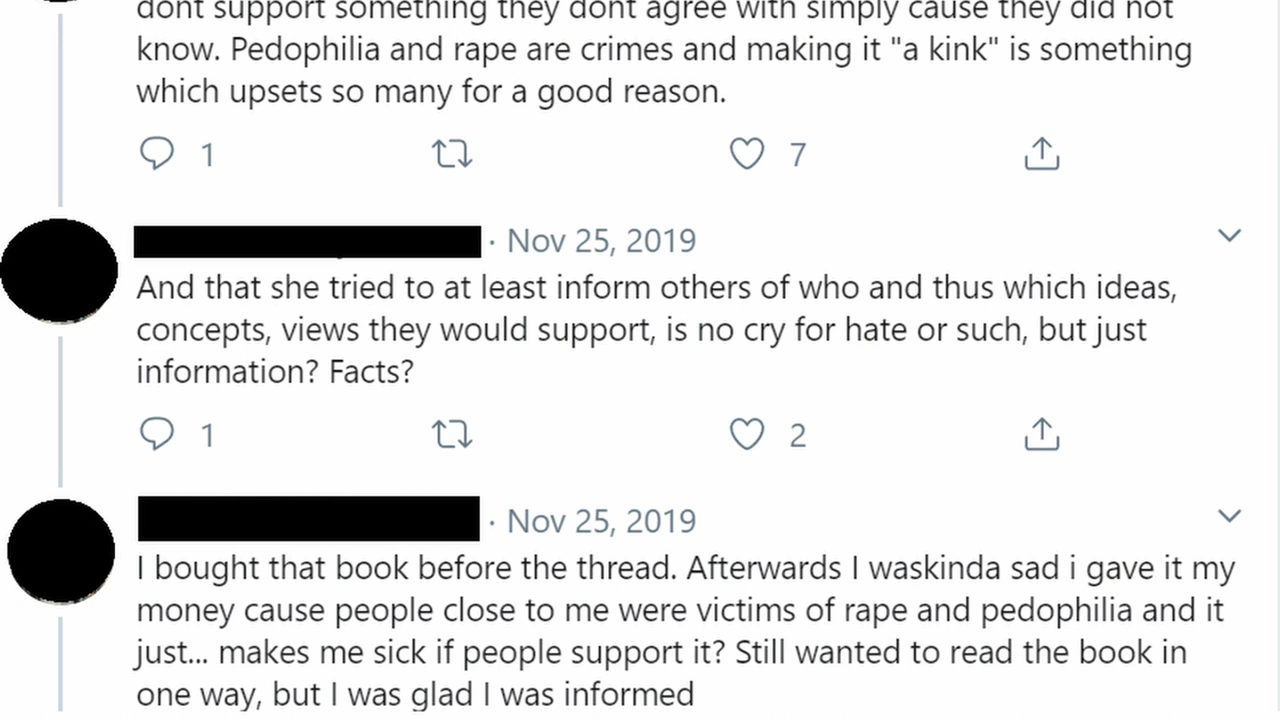 dont support something they dont agree with simply cause they did not
know. Pedophilia and rape are crimes and making it "a kink" is something
which upsets so many for a good reason.
1 7
· Nov 25, 2019
And that she tried to at least inform others of who and thus which ideas,
concepts, views they would support, is no cry for hate or such, but just
information? Facts?
1 2
· Nov 25, 2019
I bought that book before the thread. Afterwards I waskinda sad i gave it my
money cause people close to me were victims of rape and pedophilia and it
just... makes me sick if people support it? Still wanted to read the book in
one way, but I was glad I was informed